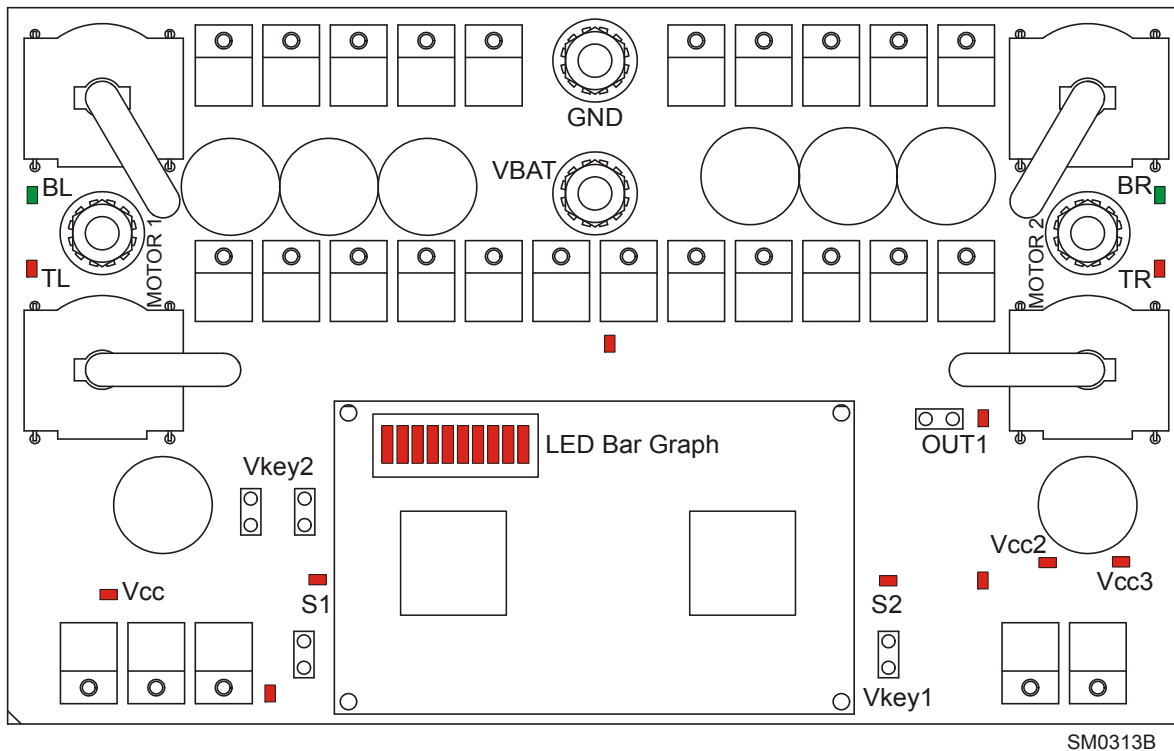 GND
VBAT
BL
BR
MOTOR 1
MOTOR 2
TL
TR
LED Bar Graph
OUT1
Vkey2
Vcc2
Vcc3
Vcc
S1
S2
Vkey1
SM0313B